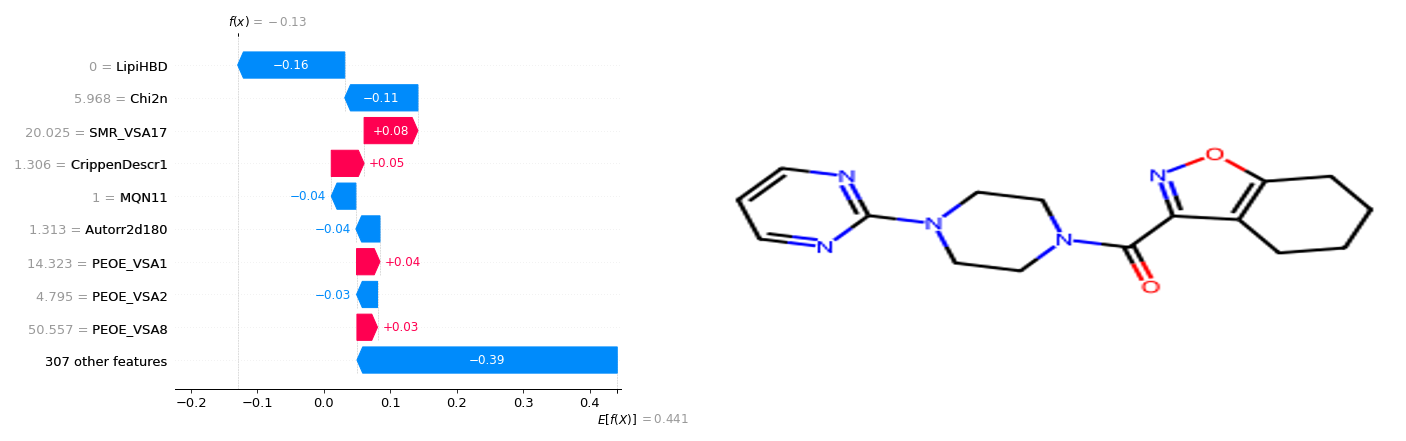 f(x) = −0.13
0 = LipiHBD
−0.16
5.968 = Chi2n
−0.11
20.025 = SMR_VSA17
+0.08
1.306 = CrippenDescr1
+0.05
1 = MQN11
−0.04
1.313 = Autorr2d180
−0.04
14.323 = PEOE_VSA1
+0.04
4.795 = PEOE_VSA2
−0.03
50.557 = PEOE_VSA8
+0.03
307 other features
−0.39
−0.2 −0.1 0.0 0.1 0.2 0.3 0.4
E[f(X)] = 0.441
O
N
N
N
N
N
O